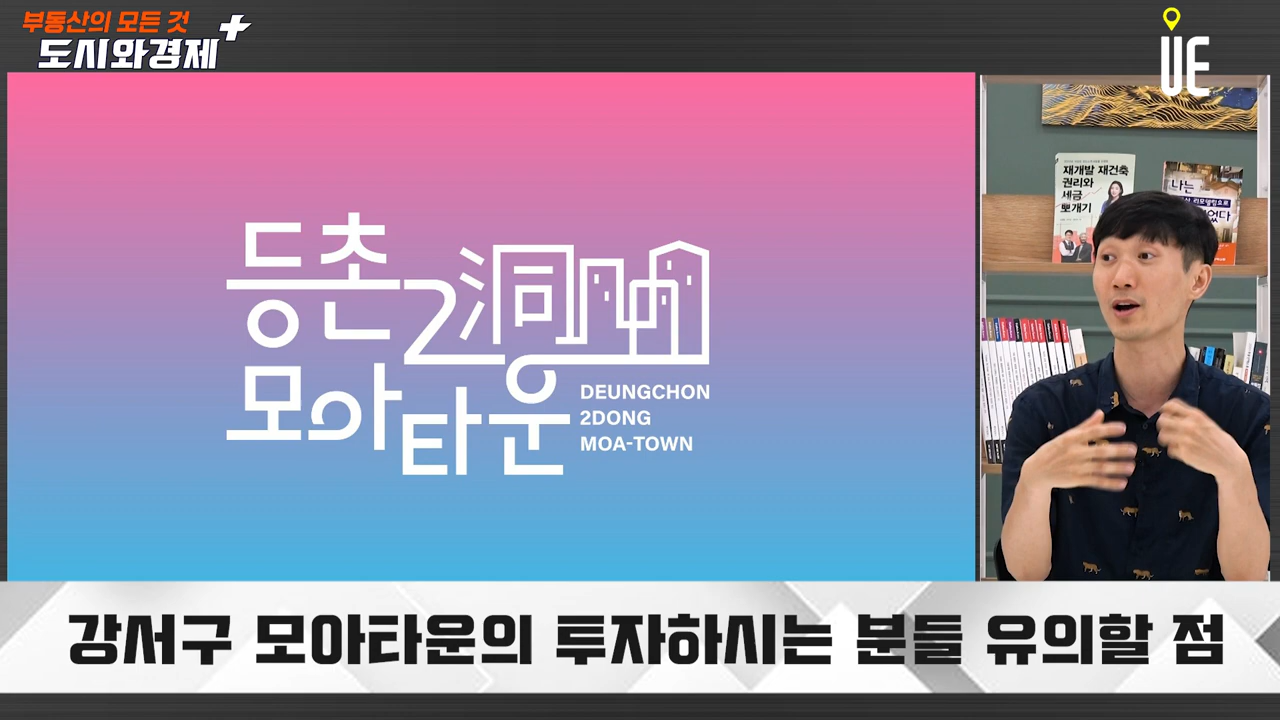 부동산의 모든 것
도시와경제+
UE
등촌2洞
모아타운
DEUNGCHON
2DONG
MOA-TOWN
재개발 재건축
권리와
세금
뽀개기
나는
강서구 모아타운의 투자하시는 분들 유의할 점